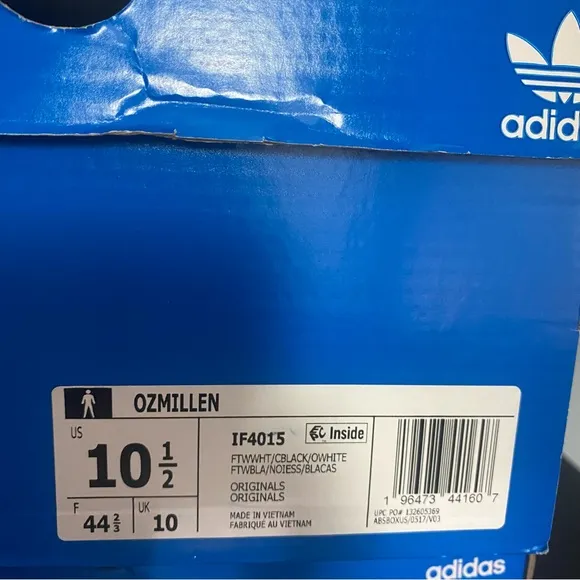 adid
OZMILLEN
US
10 1/2
F
44 2/3
UK
10
IF4015
Inside
FTWWHT/CBLACK/OWHITE
FTWBLA/NOIESS/BLACAS
ORIGINALS
ORIGINALS
MADE IN VIETNAM
FABRIQUÉ AU VIETNAM
1 96473 44160 7
UPC PO# 132605369
ABSBOXUS/0517/V03
adidas